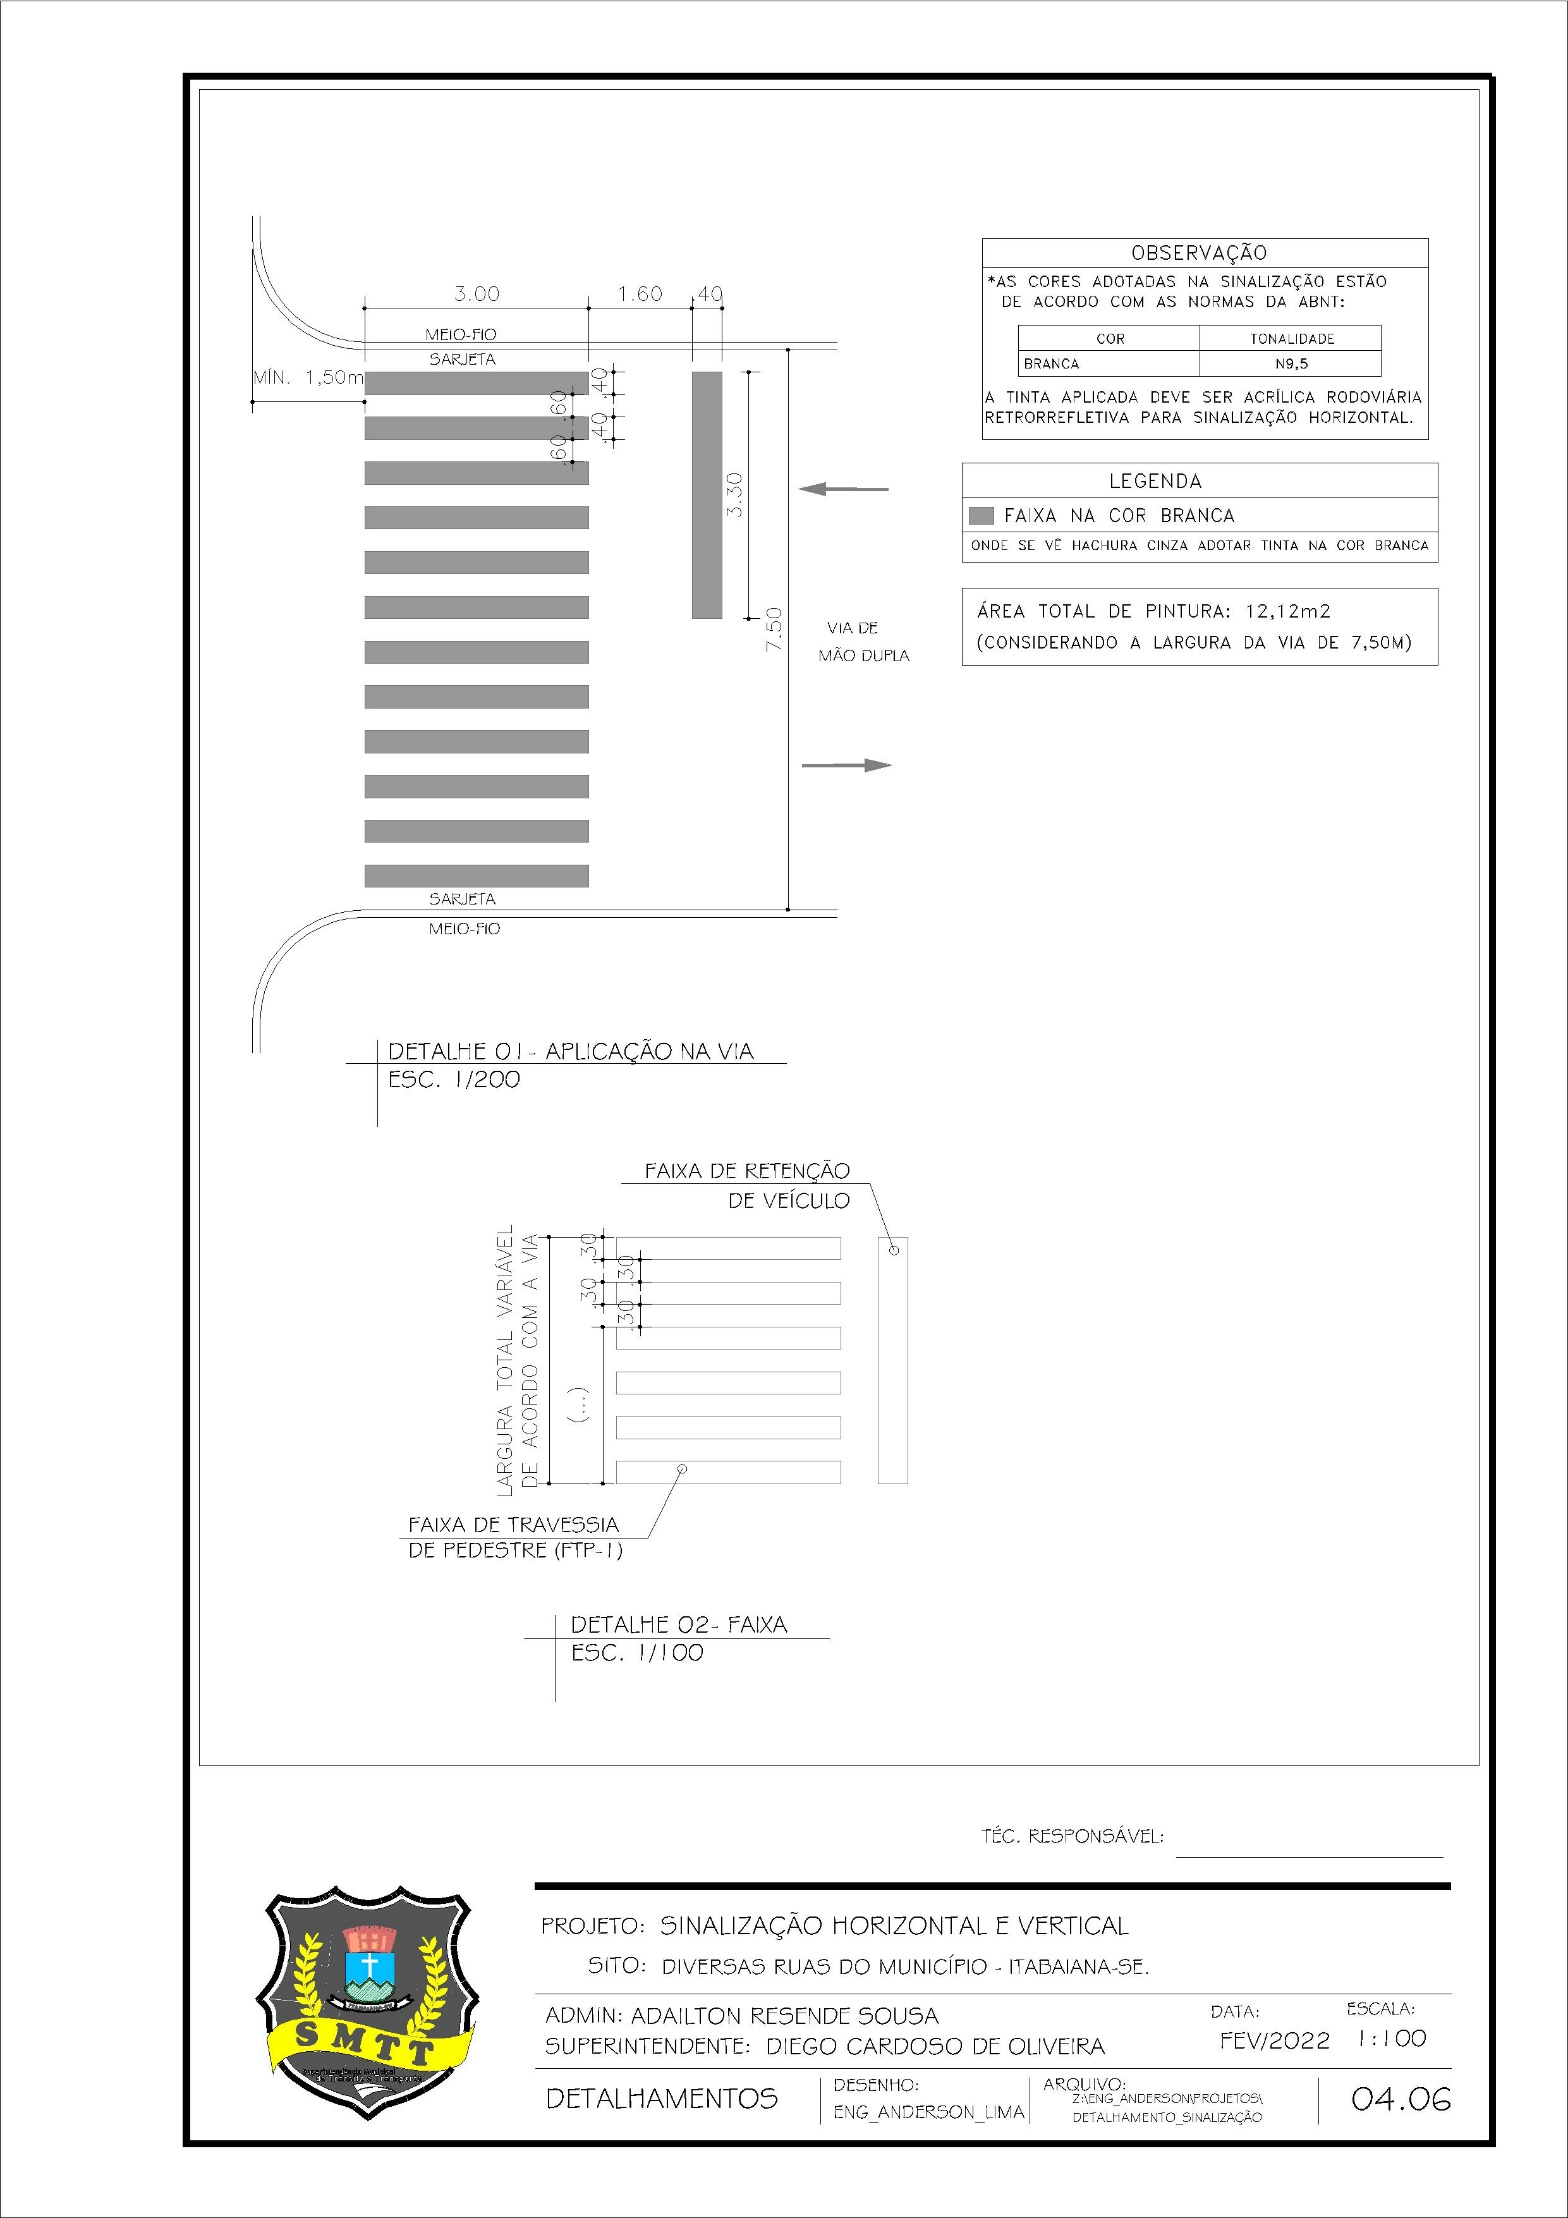 3.00
1.60
.40
MEIO-FIO
SARJETA
MÍN. 1,50m
.40
.60
.40
.60
3.30
7.50
VIA DE
MÃO DUPLA
SARJETA
MEIO-FIO
OBSERVAÇÃO
*AS CORES ADOTADAS NA SINALIZAÇÃO ESTÃO
DE ACORDO COM AS NORMAS DA ABNT:
COR TONALIDADE
BRANCA N9,5
A TINTA APLICADA DEVE SER ACRÍLICA RODOVIÁRIA
RETRORREFLETIVA PARA SINALIZAÇÃO HORIZONTAL.
LEGENDA
FAIXA NA COR BRANCA
ONDE SE VÊ HACHURA CINZA ADOTAR TINTA NA COR BRANCA
ÁREA TOTAL DE PINTURA: 12,12m2
(CONSIDERANDO A LARGURA DA VIA DE 7,50M)
DETALHE 01- APLICAÇÃO NA VIA
ESC. 1/200
FAIXA DE RETENÇÃO
DE VEÍCULO
LARGURA TOTAL VARIÁVEL
DE ACORDO COM A VIA
.30
.30
.30
.30
(...)
FAIXA DE TRAVESSIA
DE PEDESTRE (FTP-1)
DETALHE 02- FAIXA
ESC. 1/100
TÉC. RESPONSÁVEL:
PROJETO: SINALIZAÇÃO HORIZONTAL E VERTICAL
SITO: DIVERSAS RUAS DO MUNICÍPIO - ITABAIANA-SE.
ADMIN: ADAILTON RESENDE SOUSA
SUPERINTENDENTE: DIEGO CARDOSO DE OLIVEIRA
DATA:
FEV/2022
ESCALA:
1:100
DETALHAMENTOS
DESENHO:
ENG_ANDERSON_LIMA
ARQUIVO:
Z:\ENG_ANDERSON\PROJETOS\
DETALHAMENTO_SINALIZAÇÃO
04.06
ITABAIANA-SE
SMTT
Superintendência Municipal
de Trânsito e Transporte